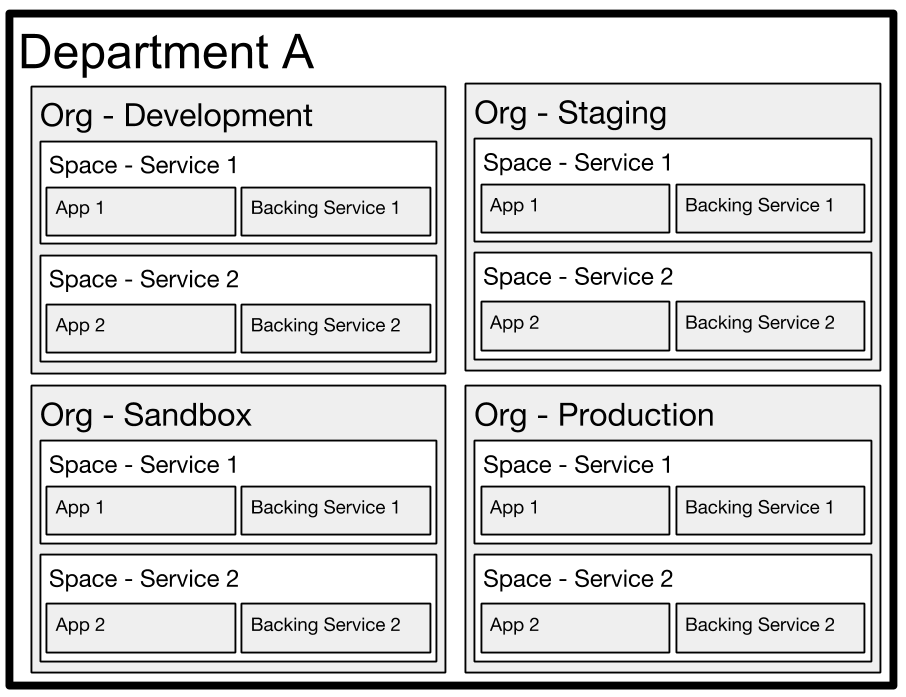 Department A
Org - Development
Space - Service 1
App 1
Backing Service 1
Space - Service 2
App 2
Backing Service 2
Org - Staging
Space - Service 1
App 1
Backing Service 1
Space - Service 2
App 2
Backing Service 2
Org - Sandbox
Space - Service 1
App 1
Backing Service 1
Space - Service 2
App 2
Backing Service 2
Org - Production
Space - Service 1
App 1
Backing Service 1
Space - Service 2
App 2
Backing Service 2